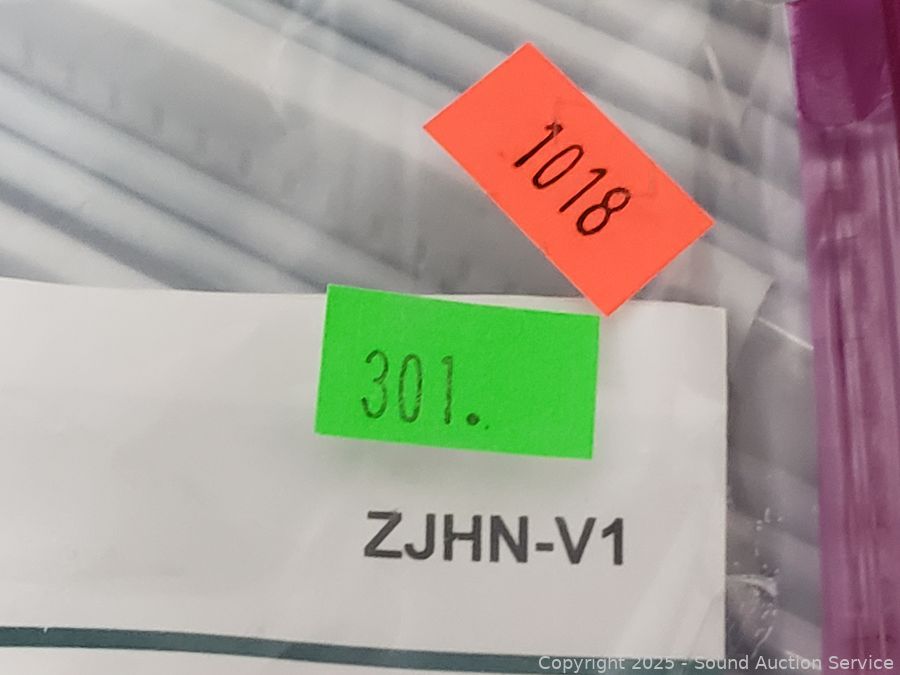 1018
301.
ZJHN-V1
Copyright 2025 - Sound Auction Service